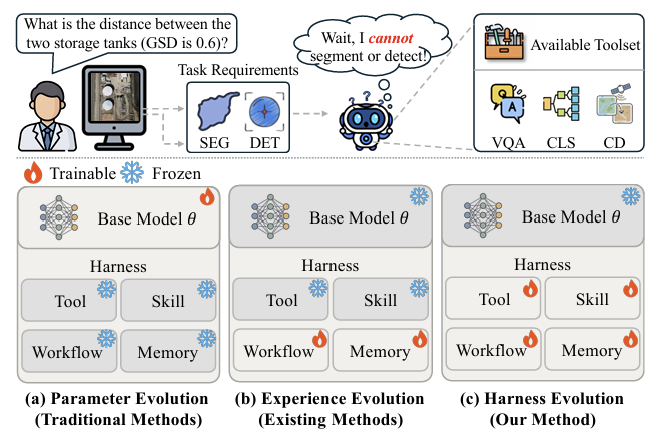 What is the distance between the
two storage tanks (GSD is 0.6)?
Wait, I cannot
segment or detect!
? ? ?
Task Requirements
SEG DET
Available Toolset
Q A
VQA CLS CD
Trainable Frozen
Base Model θ
Harness
Tool Skill
Workflow Memory
(a) Parameter Evolution
(Traditional Methods)
Base Model θ
Harness
Tool Skill
Workflow Memory
(b) Experience Evolution
(Existing Methods)
Base Model θ
Harness
Tool Skill
Workflow Memory
(c) Harness Evolution
(Our Method)